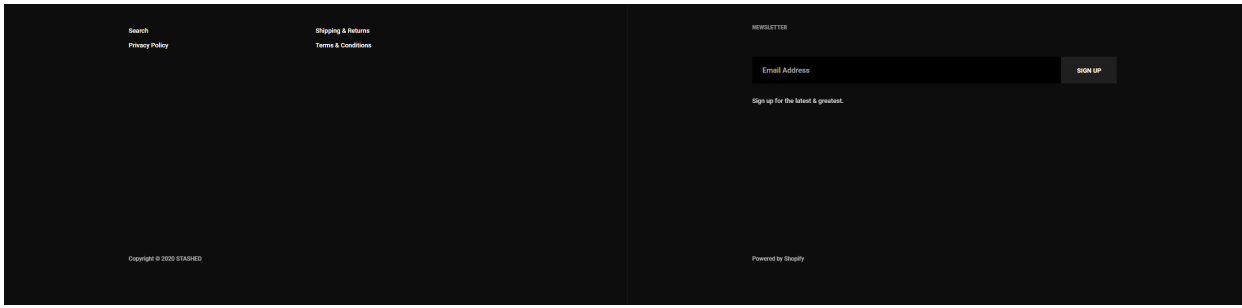 Search
Privacy Policy
Shipping & Returns
Terms & Conditions
NEWSLETTER
Email Address
SIGN UP
Sign up for the latest & greatest.
Copyright © 2020 STASHED
Powered by Shopify